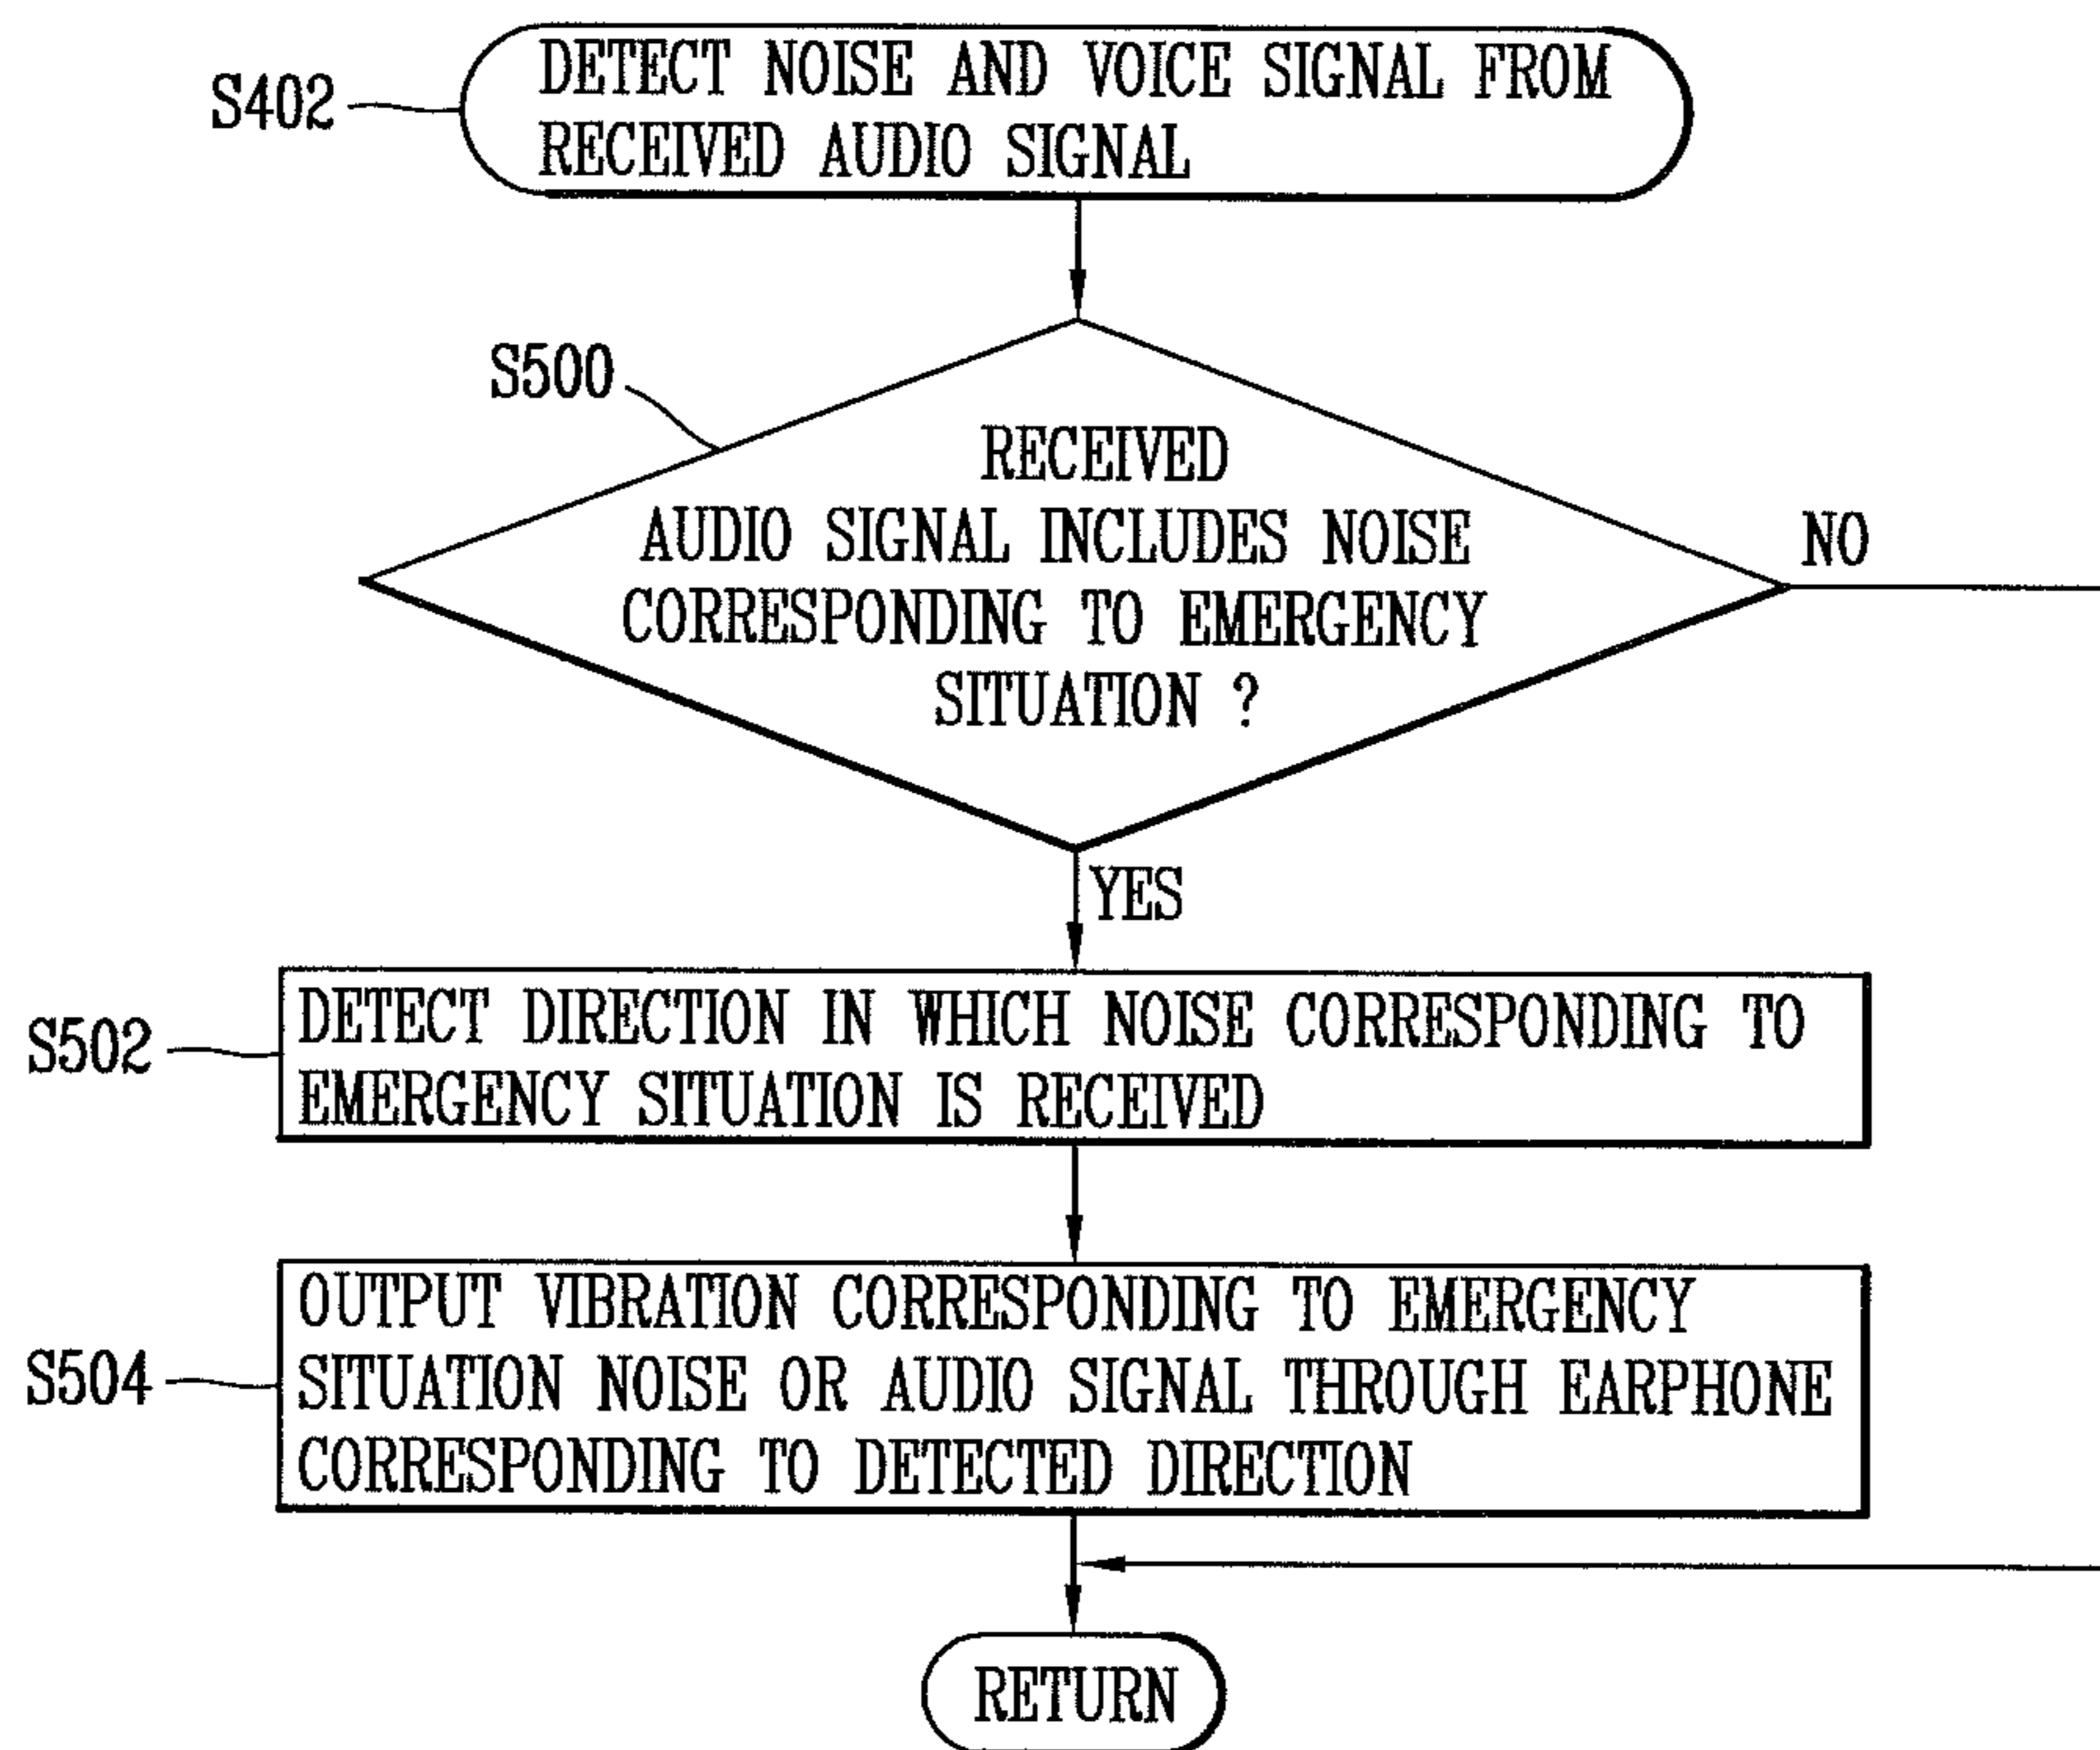 S402
DETECT NOISE AND VOICE SIGNAL FROM
RECEIVED AUDIO SIGNAL
S500
RECEIVED
AUDIO SIGNAL INCLUDES NOISE
CORRESPONDING TO EMERGENCY
SITUATION ?
NO
YES
S502
DETECT DIRECTION IN WHICH NOISE CORRESPONDING TO
EMERGENCY SITUATION IS RECEIVED
S504
OUTPUT VIBRATION CORRESPONDING TO EMERGENCY
SITUATION NOISE OR AUDIO SIGNAL THROUGH EARPHONE
CORRESPONDING TO DETECTED DIRECTION
RETURN